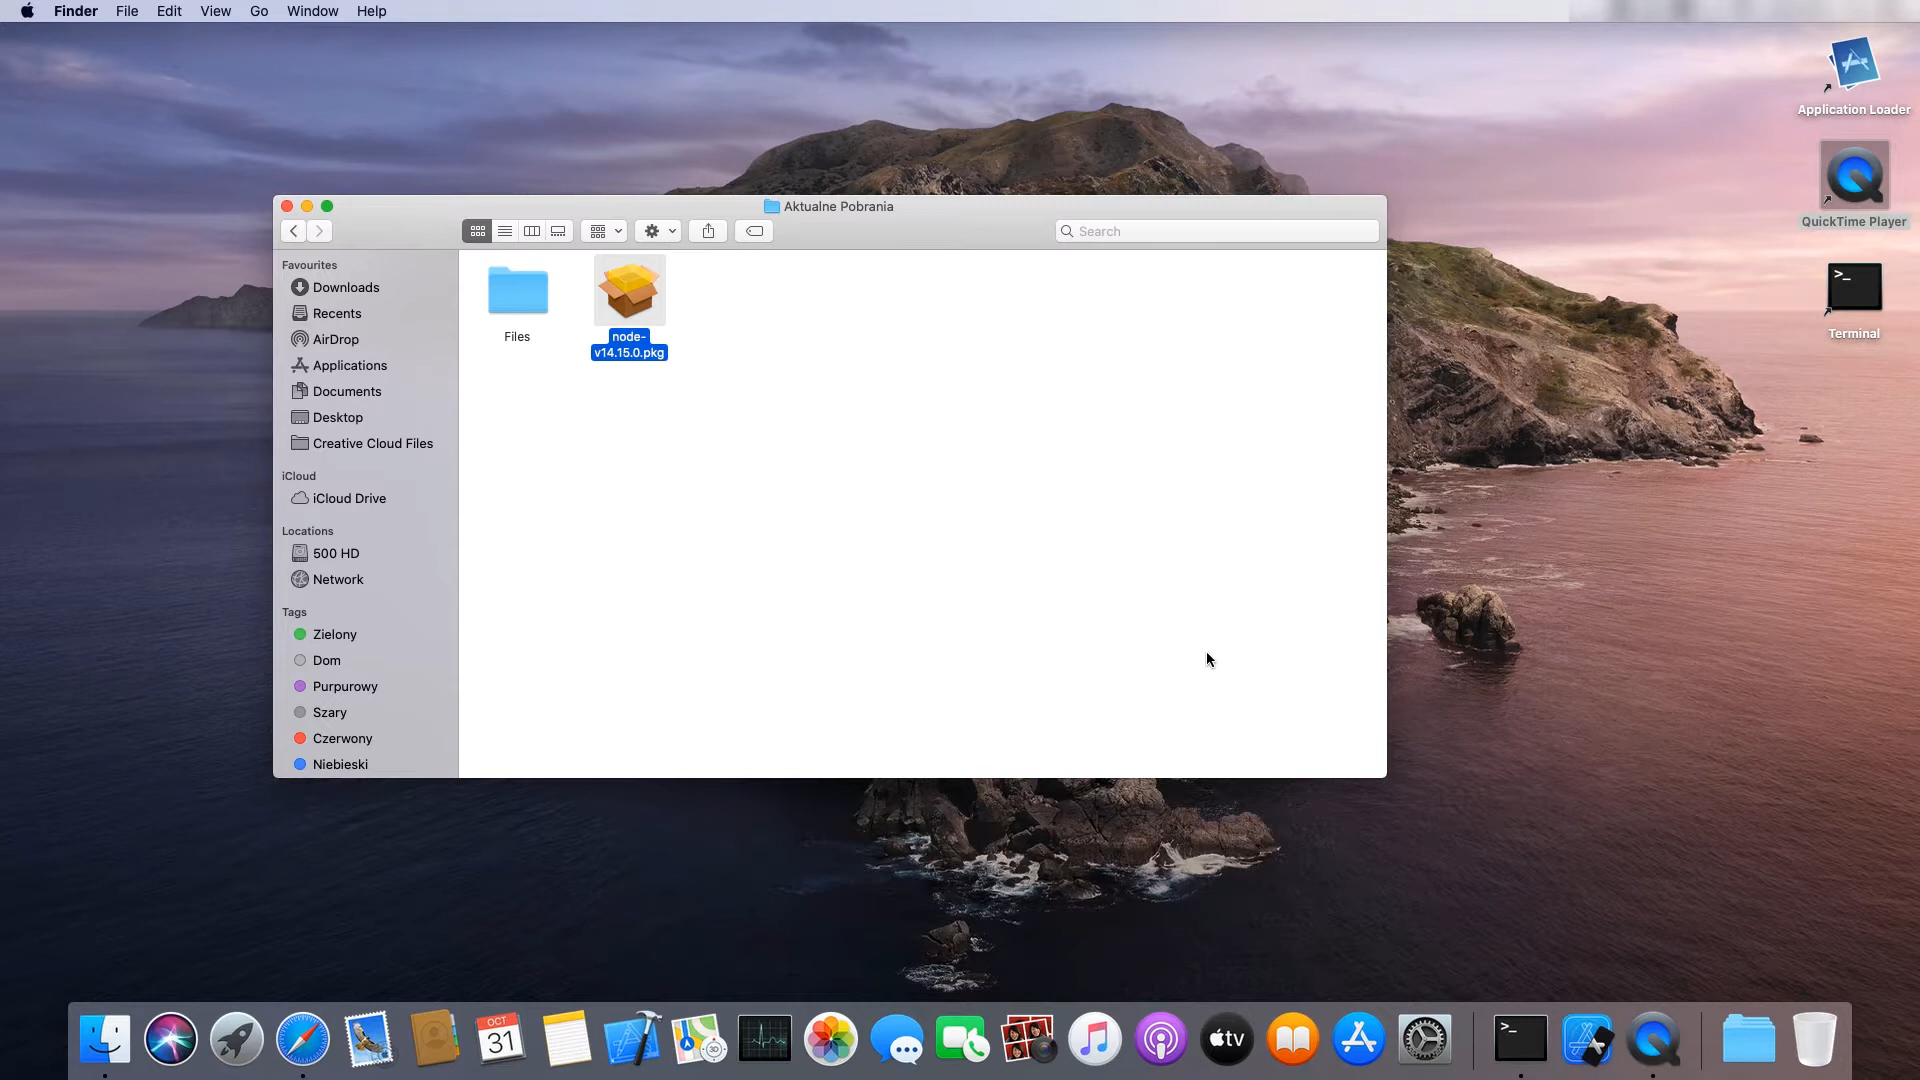 Finder File Edit View Go Window Help
Application Loader
QuickTime Player
>_
Terminal
Aktualne Pobrania
Search
Favourites
Downloads
Recents
AirDrop
Applications
Documents
Desktop
Creative Cloud Files
iCloud
iCloud Drive
Locations
500 HD
Network
Tags
Zielony
Dom
Purpurowy
Szary
Czerwony
Niebieski
Files
node-
v14.15.0.pkg
OCT
31
3D
tv
>_